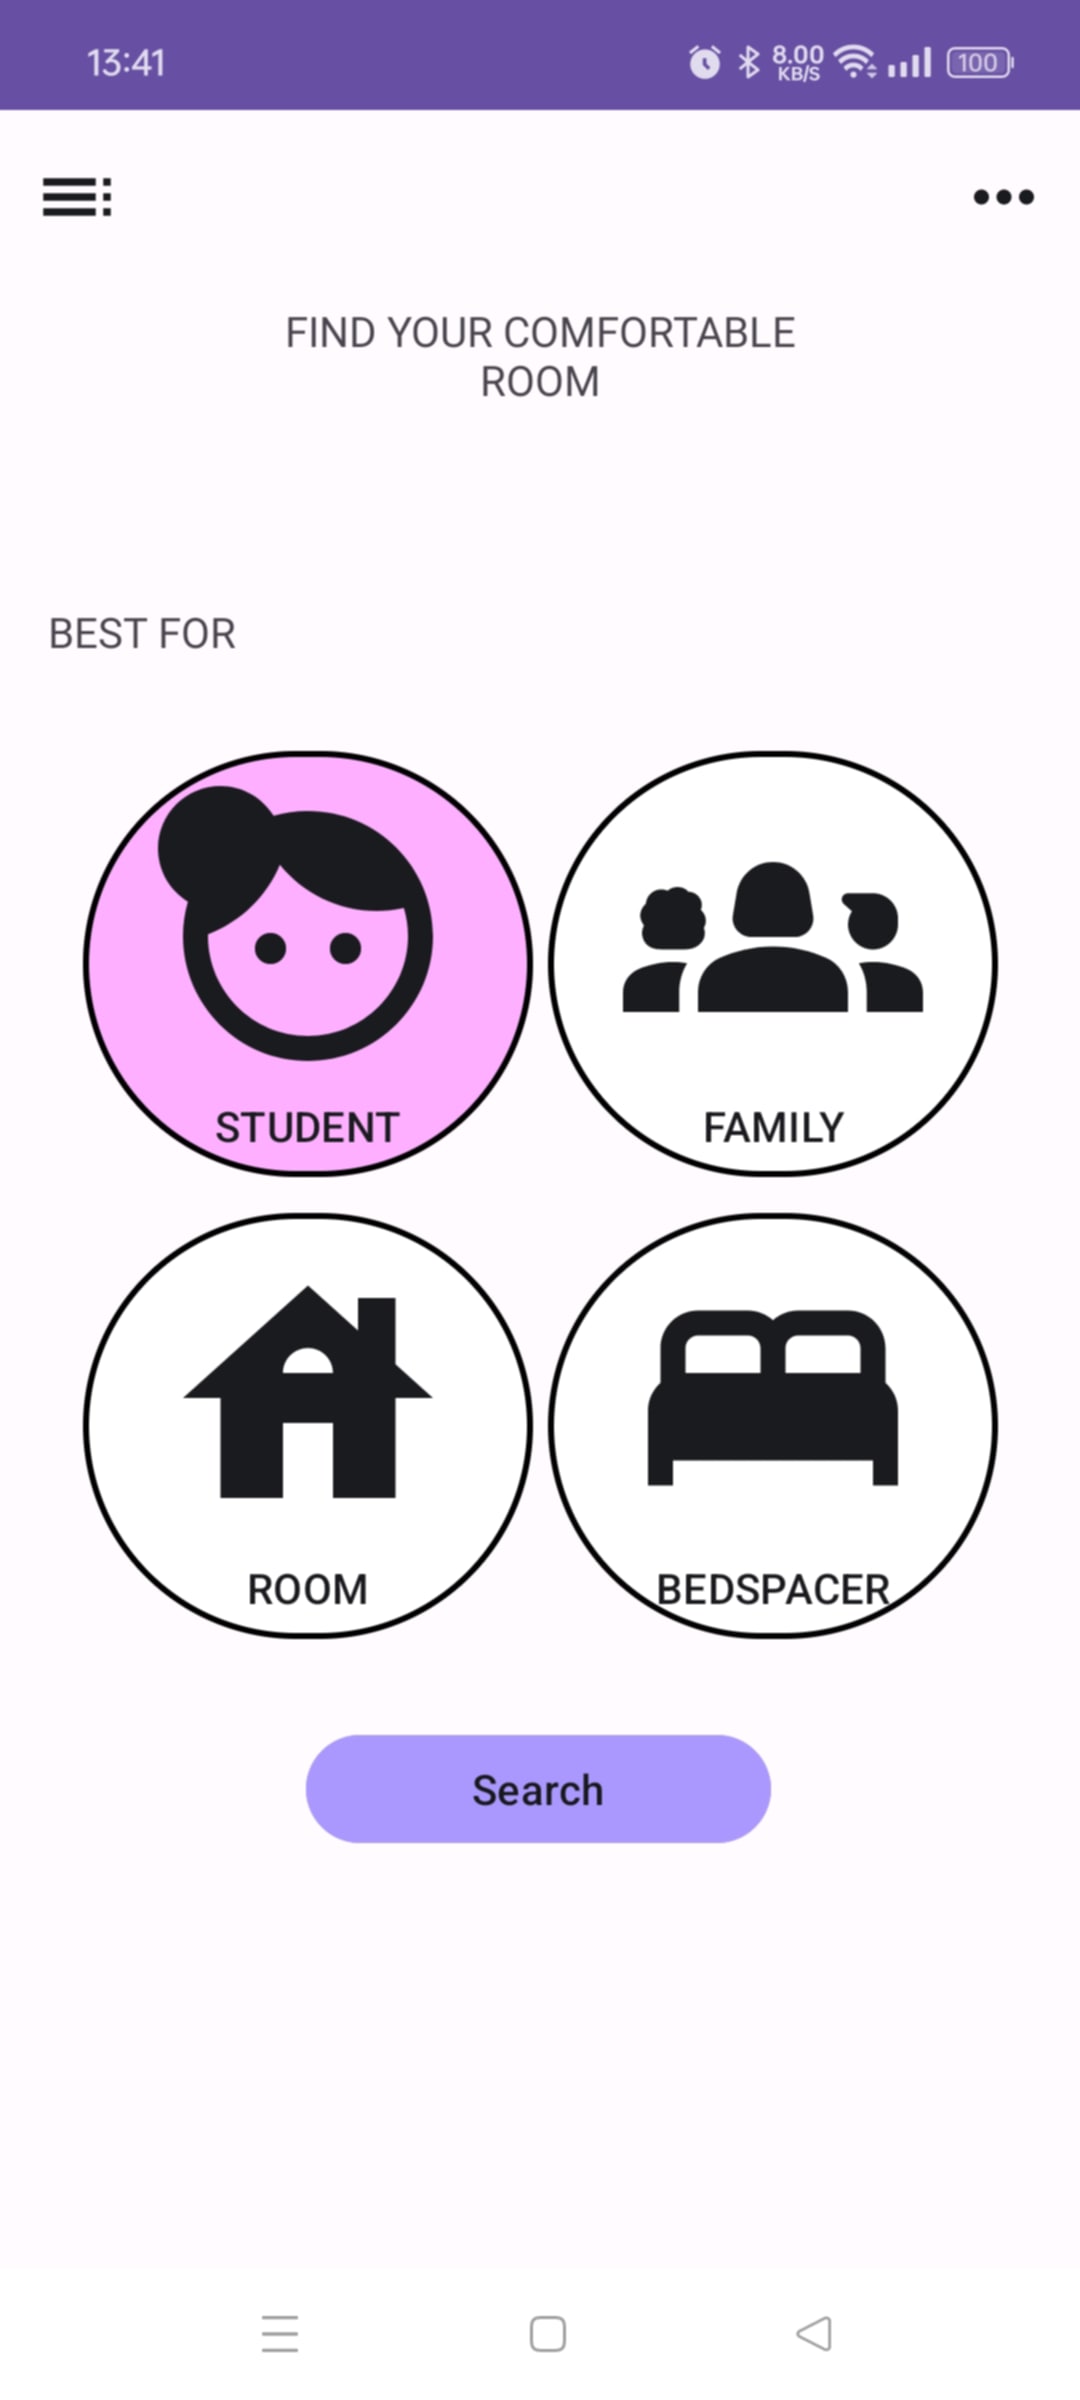 13:41
8.00
KB/S
100
FIND YOUR COMFORTABLE
ROOM
BEST FOR
STUDENT
FAMILY
ROOM
BEDSPACER
Search